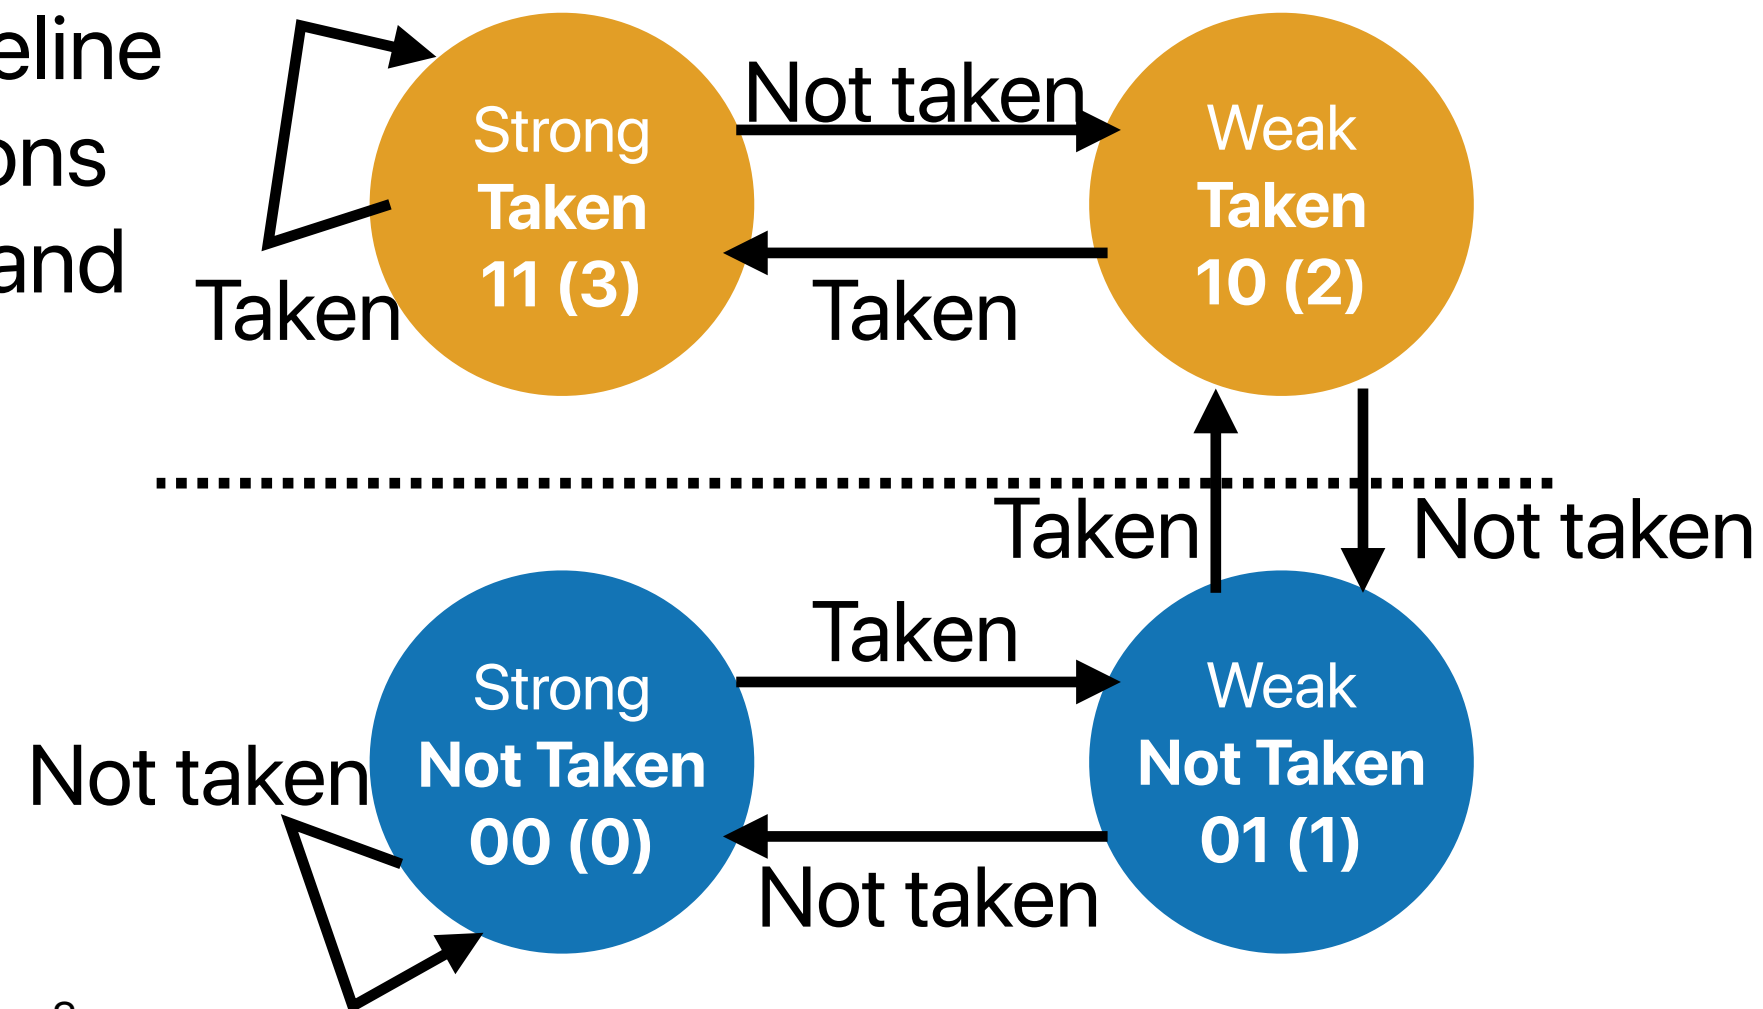 eline
ons
and
Strong
Taken
11 (3)
Not taken
Weak
Taken
10 (2)
Taken
Taken
Taken
Not taken
Strong
Not Taken
00 (0)
Taken
Weak
Not Taken
01 (1)
Not taken
Not taken